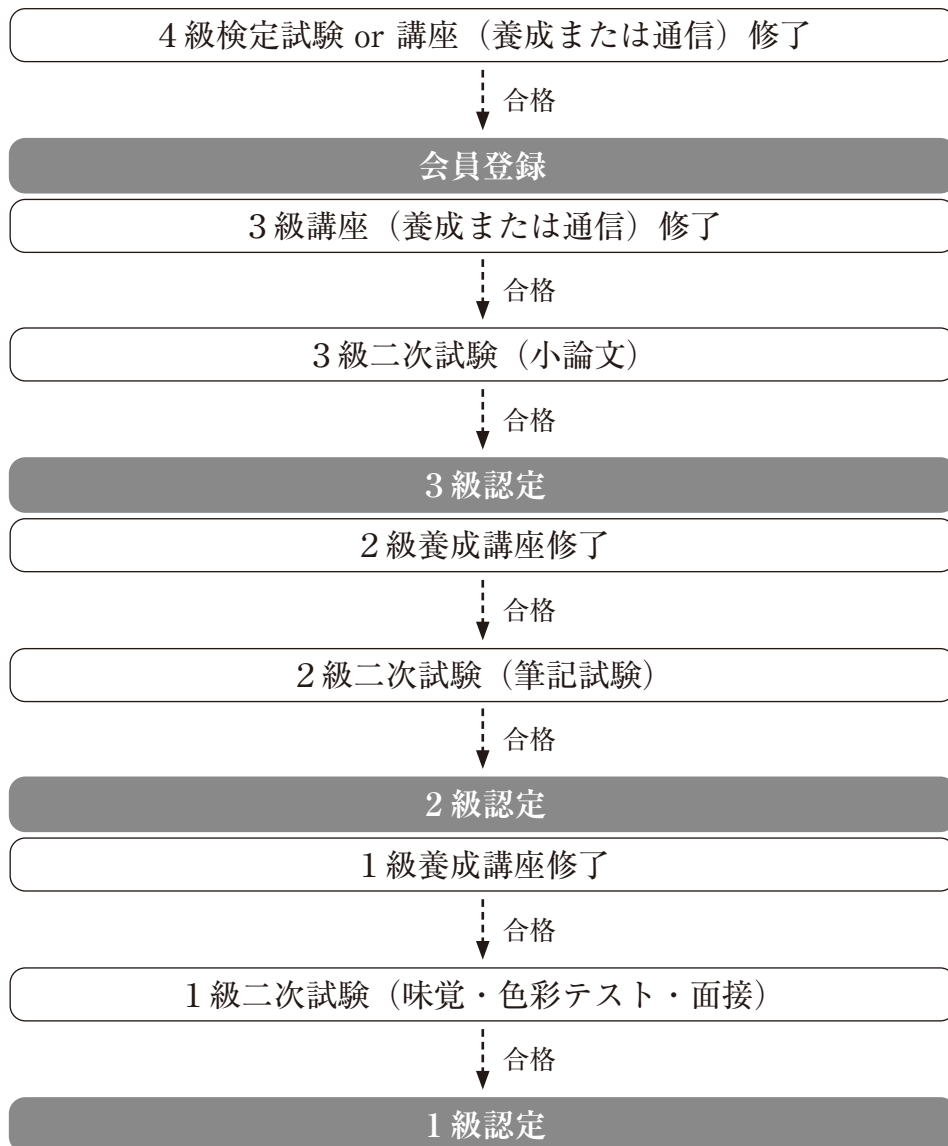 ４級検定試験 or 講座（養成または通信）修了
合格
会員登録
３級講座（養成または通信）修了
合格
３級二次試験（小論文）
合格
３級認定
２級養成講座修了
合格
２級二次試験（筆記試験）
合格
２級認定
１級養成講座修了
合格
１級二次試験（味覚・色彩テスト・面接）
合格
１級認定